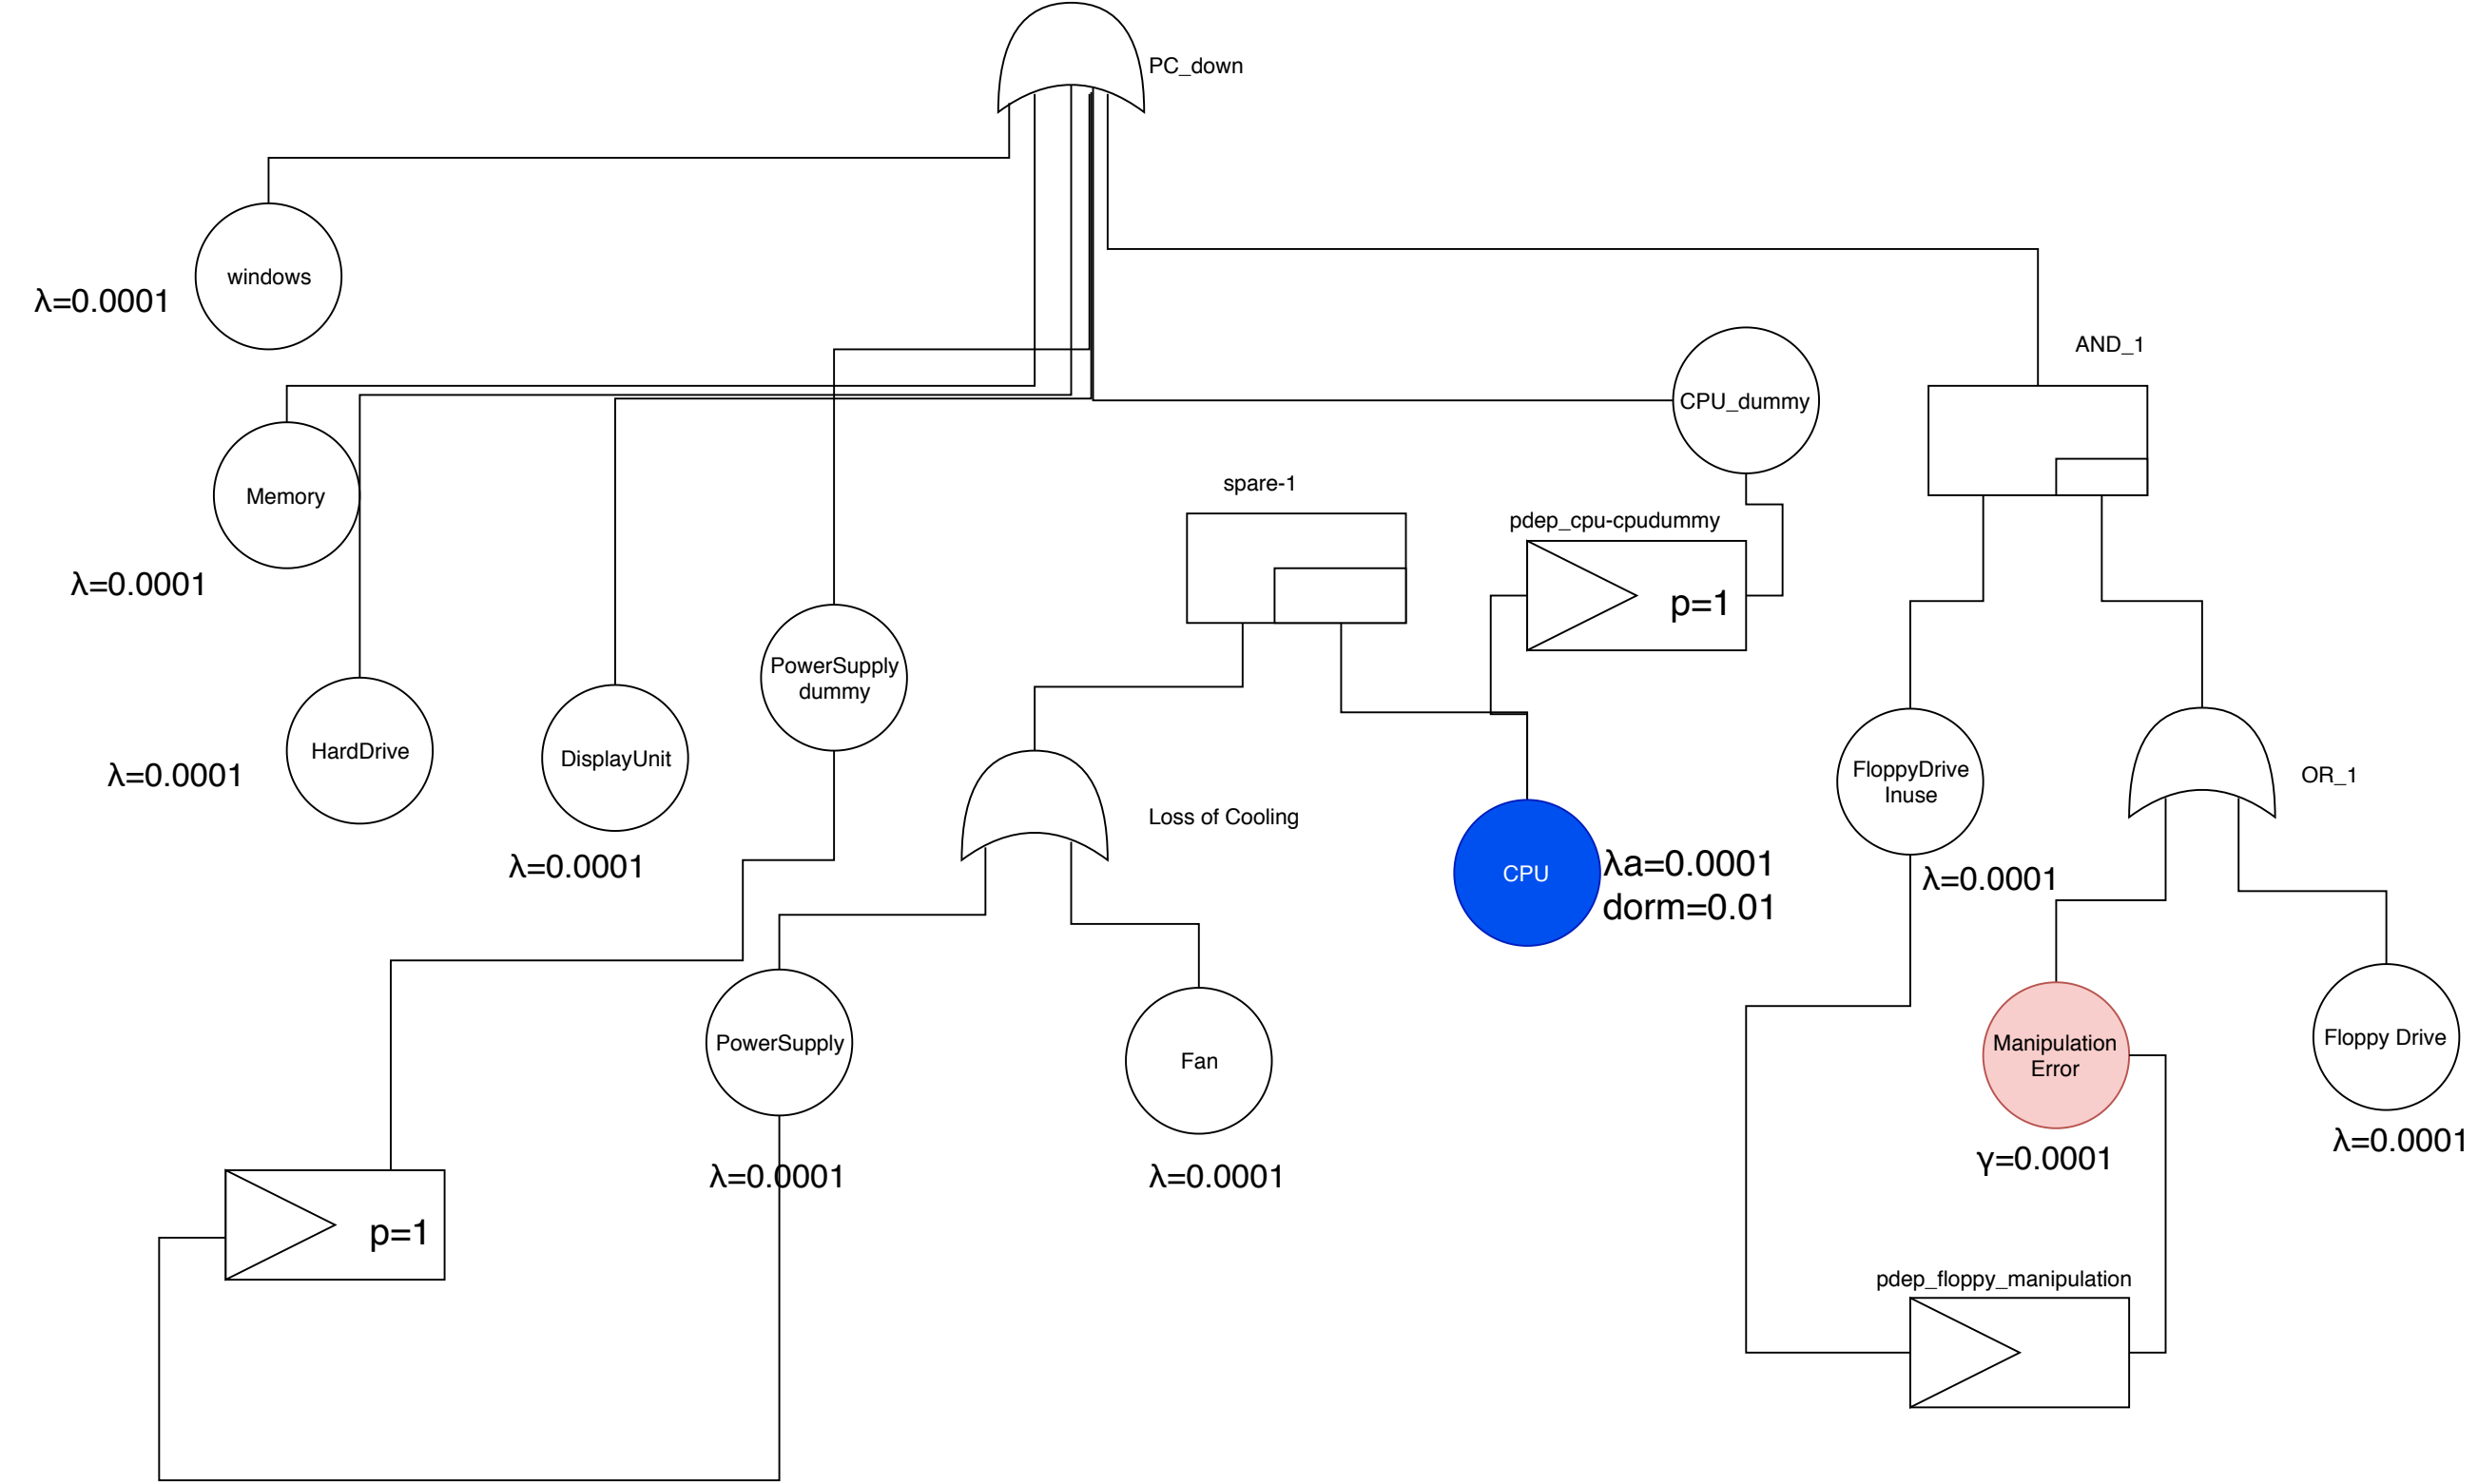 PC_down
windows
λ=0.0001
AND_1
CPU_dummy
spare-1
Memory
pdep_cpu-cpudummy
λ=0.0001
p=1
PowerSupply
dummy
HardDrive
DisplayUnit
λ=0.0001
FloppyDrive
Inuse
OR_1
Loss of Cooling
λ=0.0001
CPU
λa=0.0001
dorm=0.01
λ=0.0001
PowerSupply
Fan
Manipulation
Error
Floppy Drive
λ=0.0001
λ=0.0001
γ=0.0001
λ=0.0001
p=1
pdep_floppy_manipulation